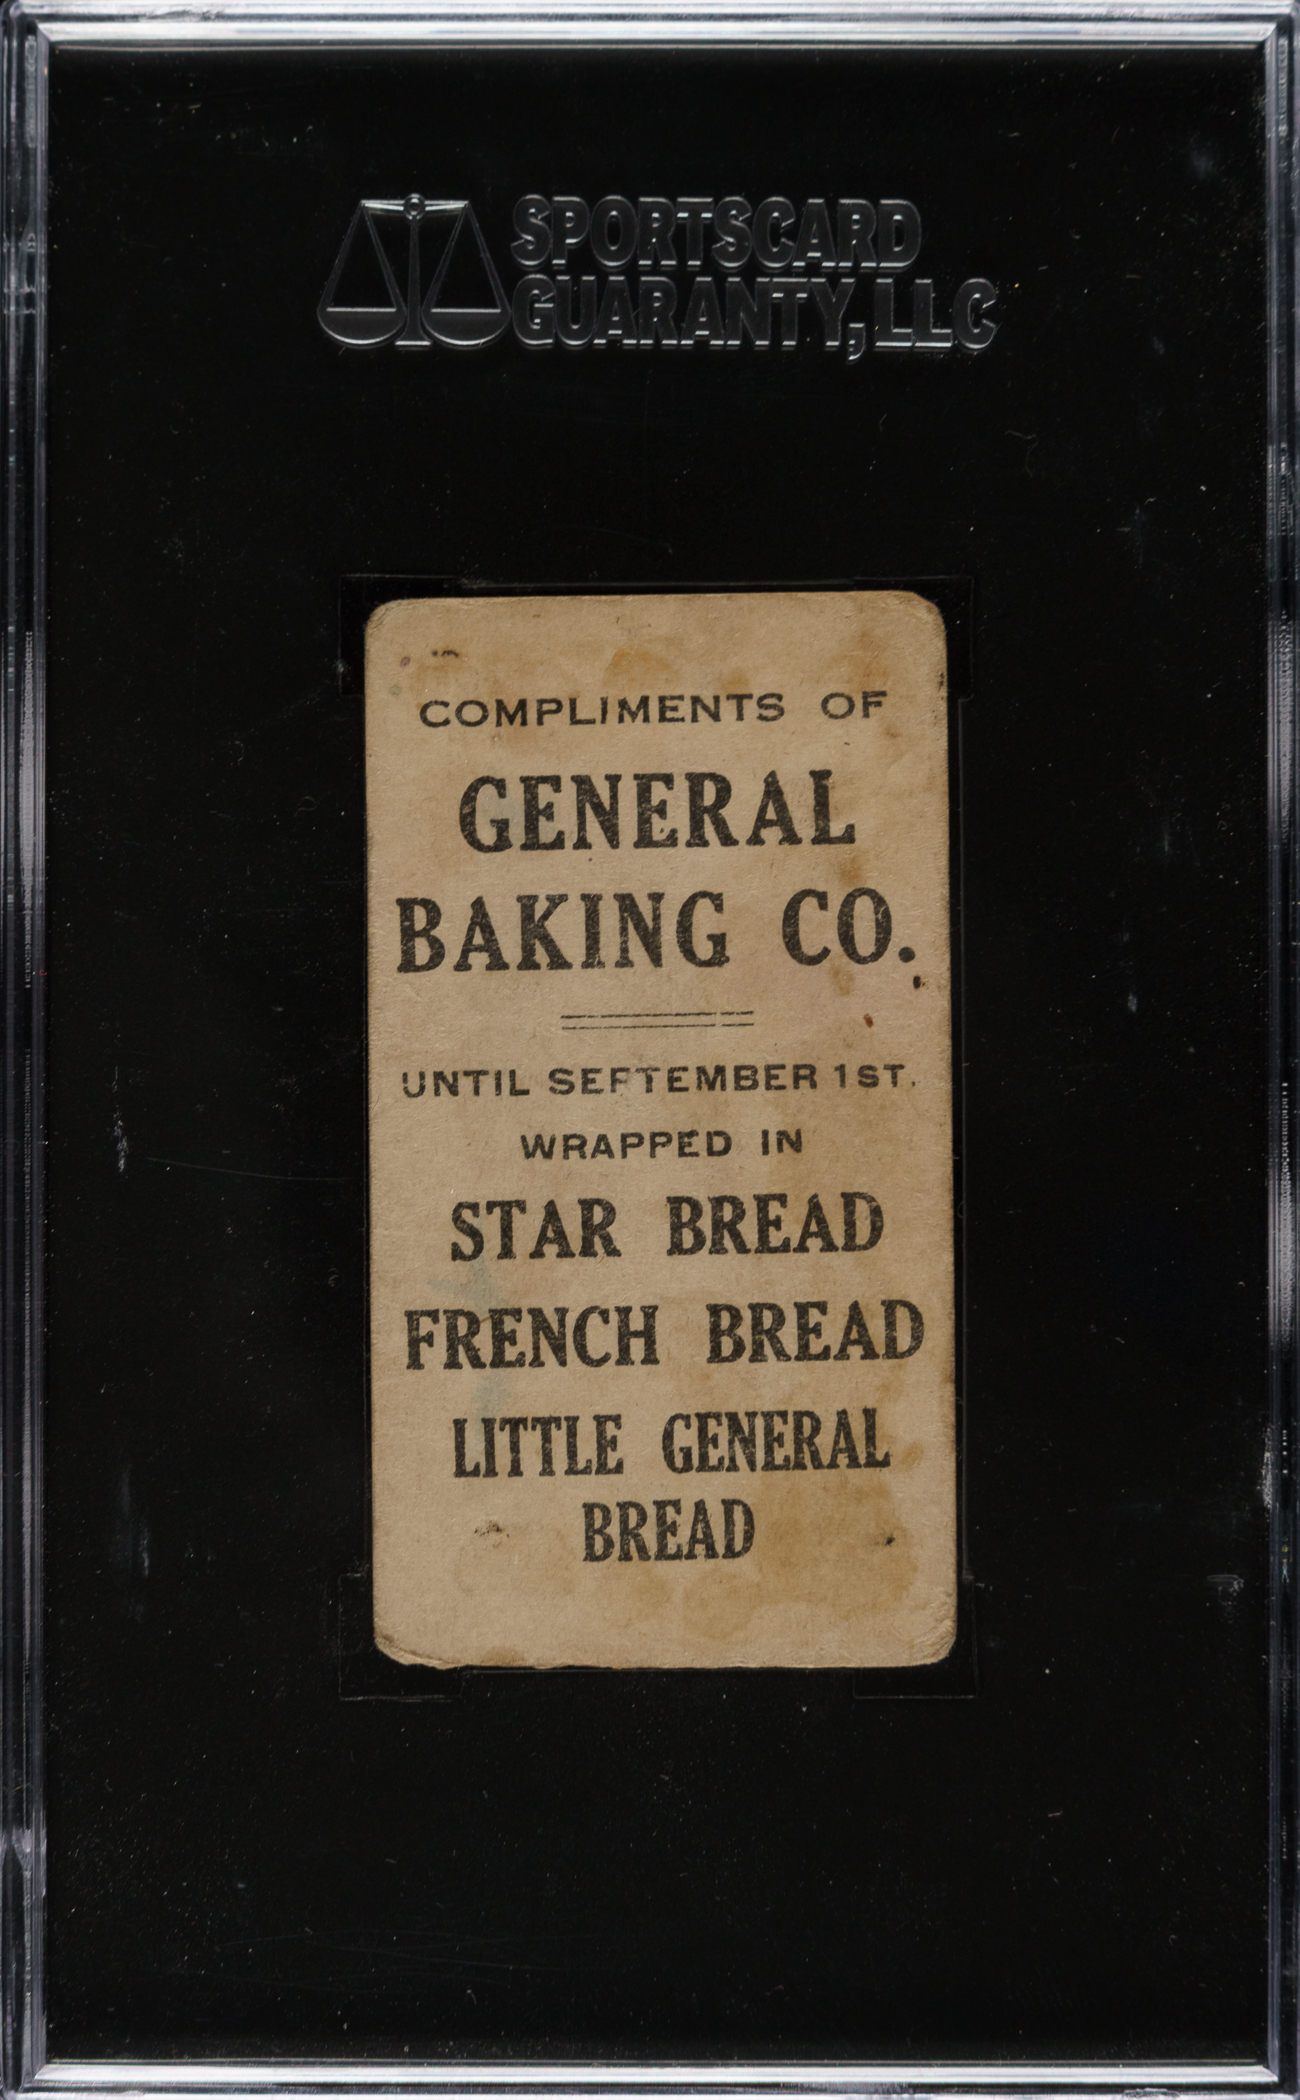 SPORTSCARD
GUARANTY, LLC
COMPLIMENTS OF
GENERAL
BAKING CO.
UNTIL SEPTEMBER 1ST.
WRAPPED IN
STAR BREAD
FRENCH BREAD
LITTLE GENERAL
BREAD